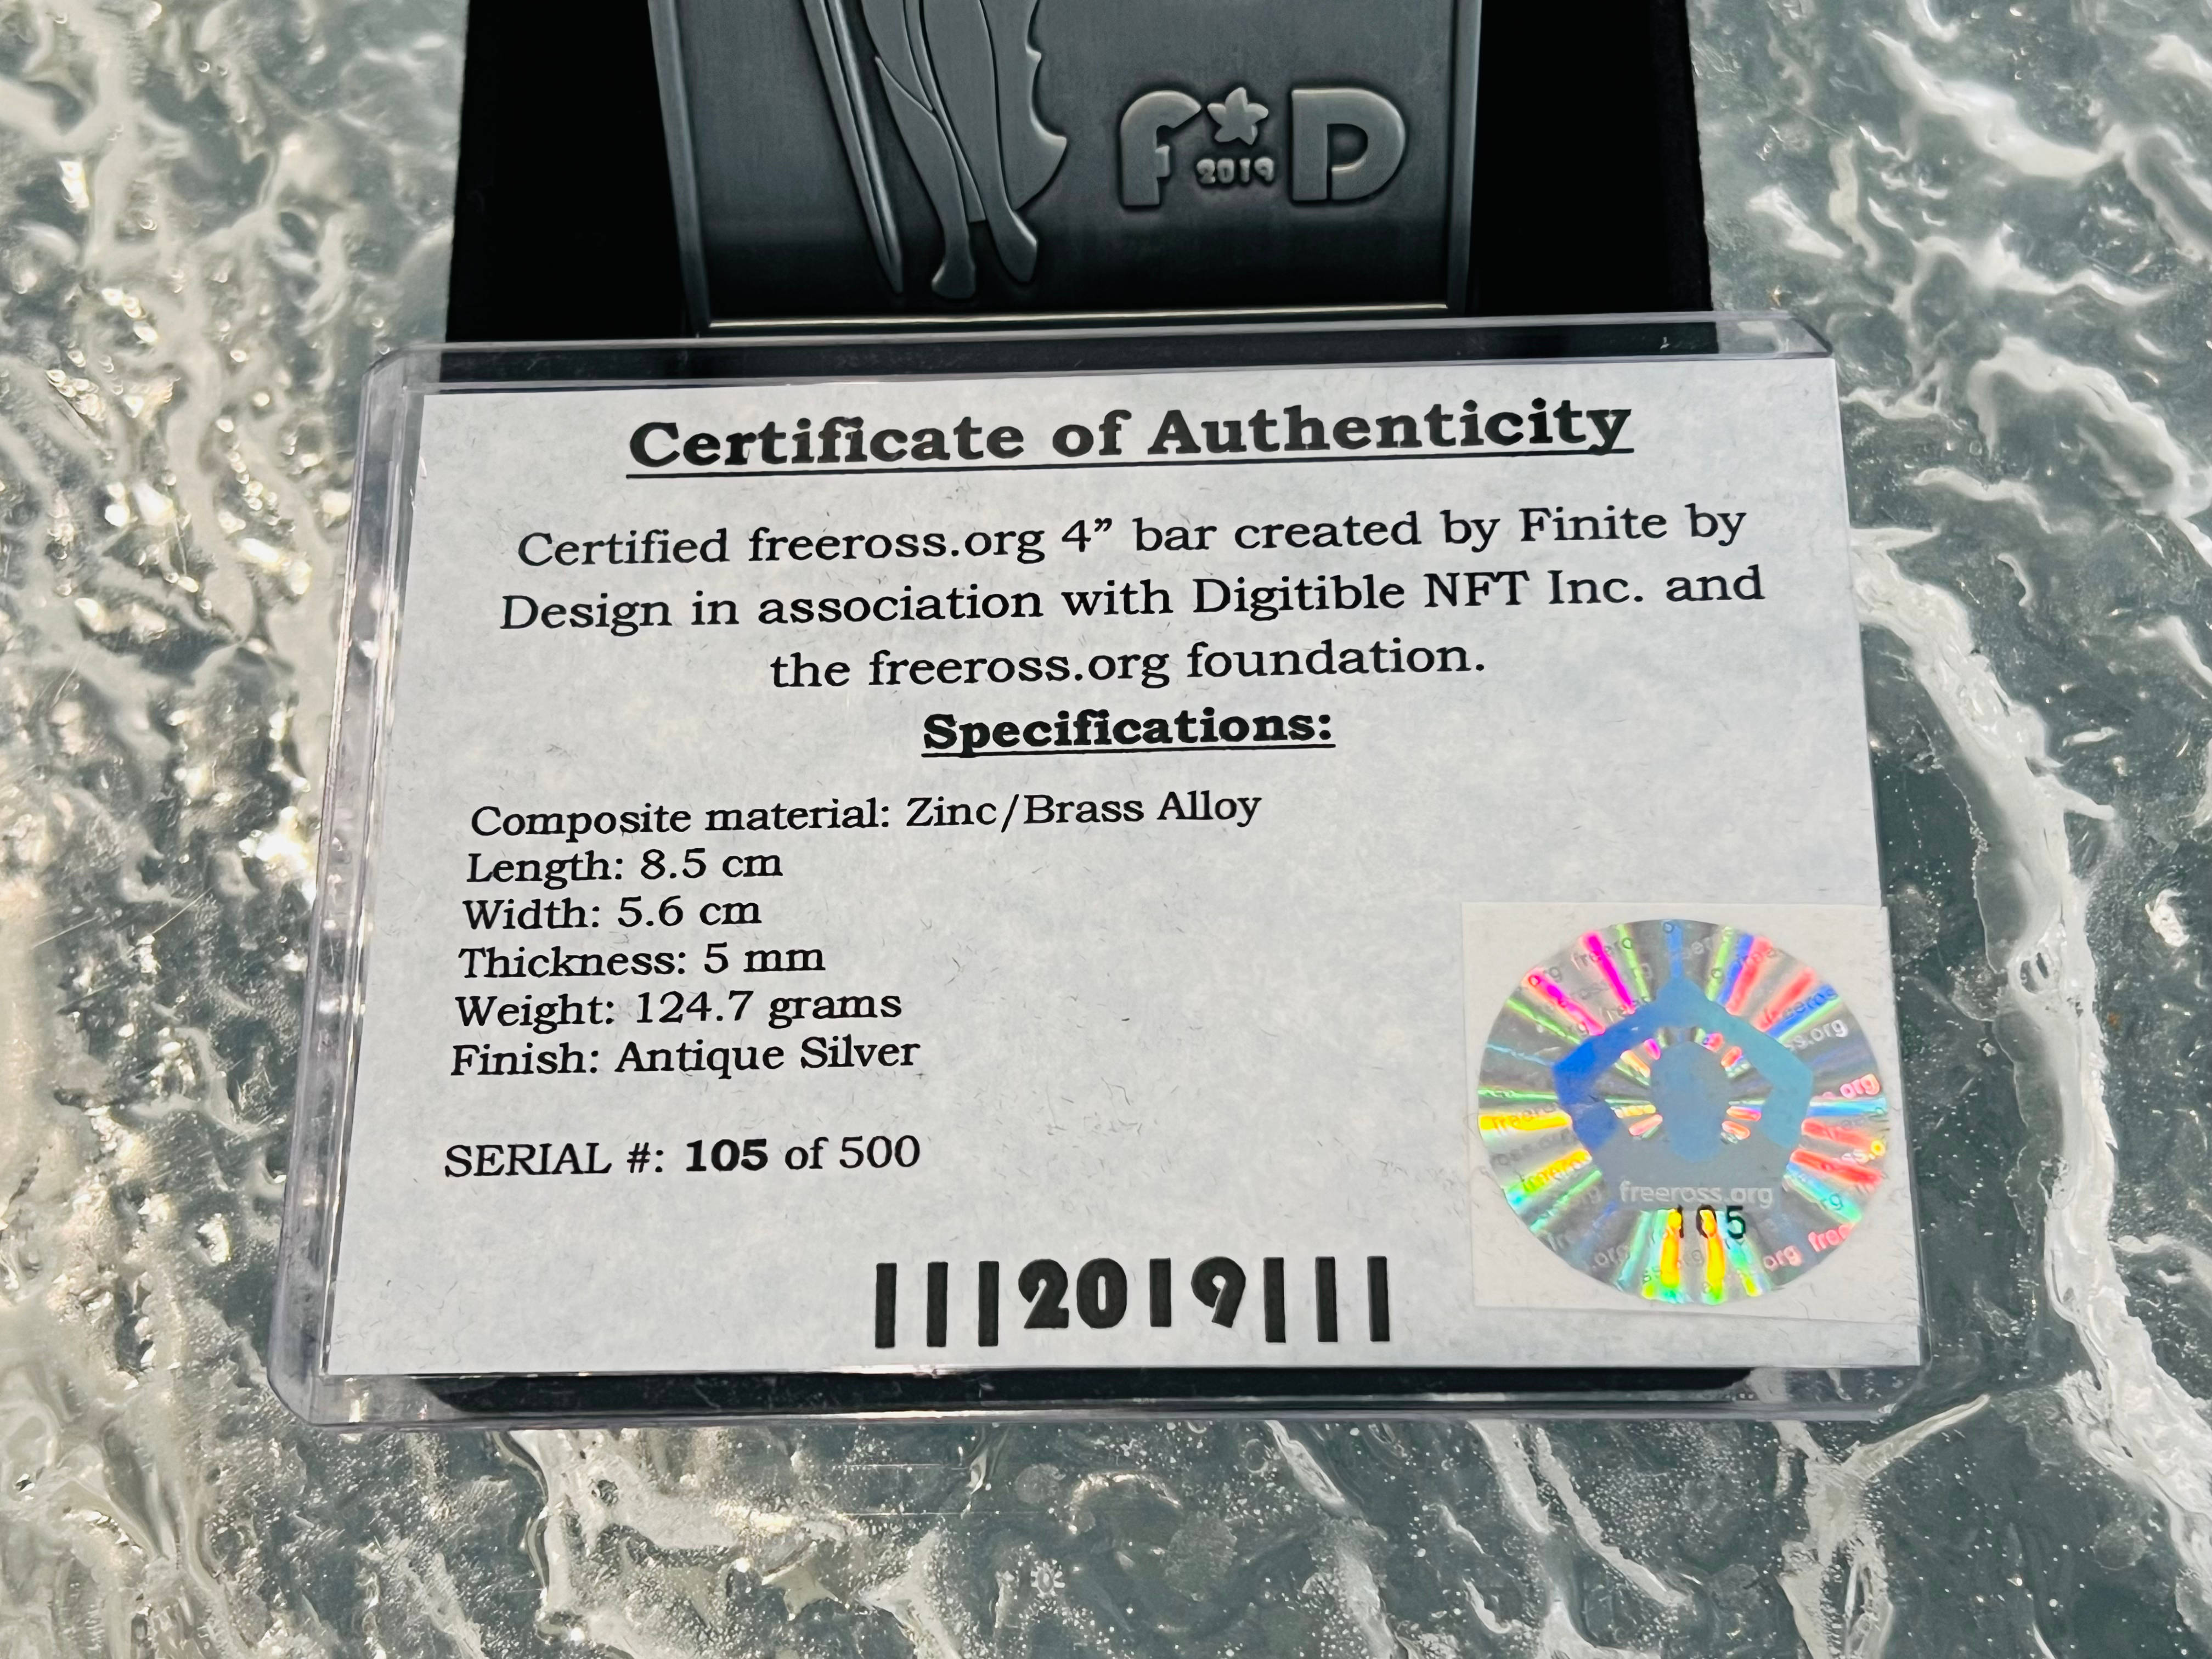 F D
2019
Certificate of Authenticity
Certified freeross.org 4” bar created by Finite by
Design in association with Digitible NFT Inc. and
the freeross.org foundation.
Specifications:
Composite material: Zinc/Brass Alloy
Length: 8.5 cm
Width: 5.6 cm
Thickness: 5 mm
Weight: 124.7 grams
Finish: Antique Silver
SERIAL #: 105 of 500
freeross.org
105
|||2019|||